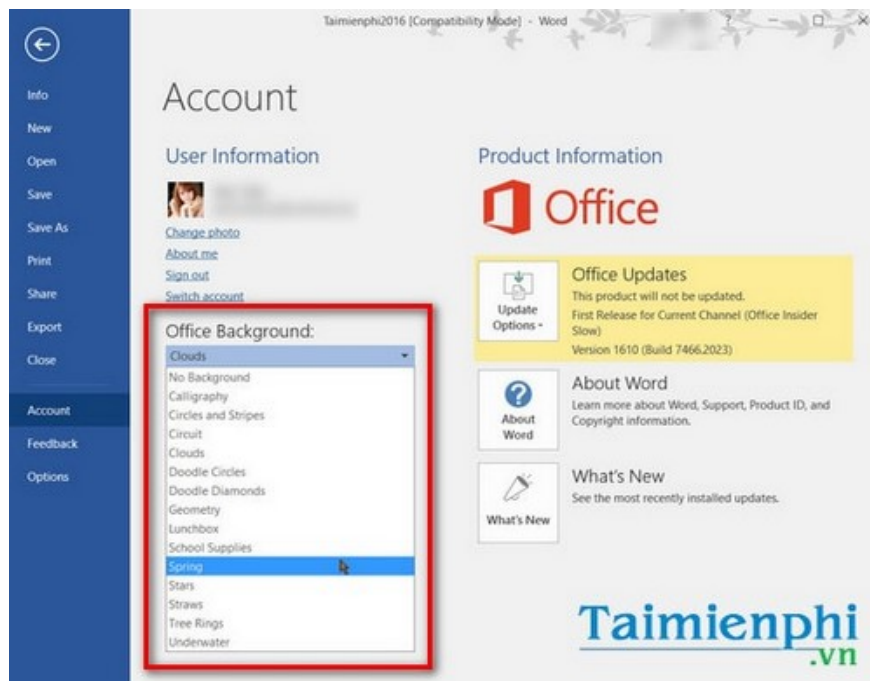 Taimienphi2016 [Compatibility Mode] - Word
?
Info
New
Open
Save
Save As
Print
Share
Export
Close
Account
Feedback
Options
Account
User Information
Change photo
About me
Sign out
Switch account
Office Background:
Clouds
No Background
Calligraphy
Circles and Stripes
Circuit
Clouds
Doodle Circles
Doodle Diamonds
Geometry
Lunchbox
School Supplies
Spring
Stars
Straws
Tree Rings
Underwater
Product Information
Office
Update
Options
Office Updates
This product will not be updated.
First Release for Current Channel (Office Insider
Slow)
Version 1610 (Build 7466.2023)
About
Word
About Word
Learn more about Word, Support, Product ID, and
Copyright information.
What's New
What's New
See the most recently installed updates.
Taimienphi
.vn